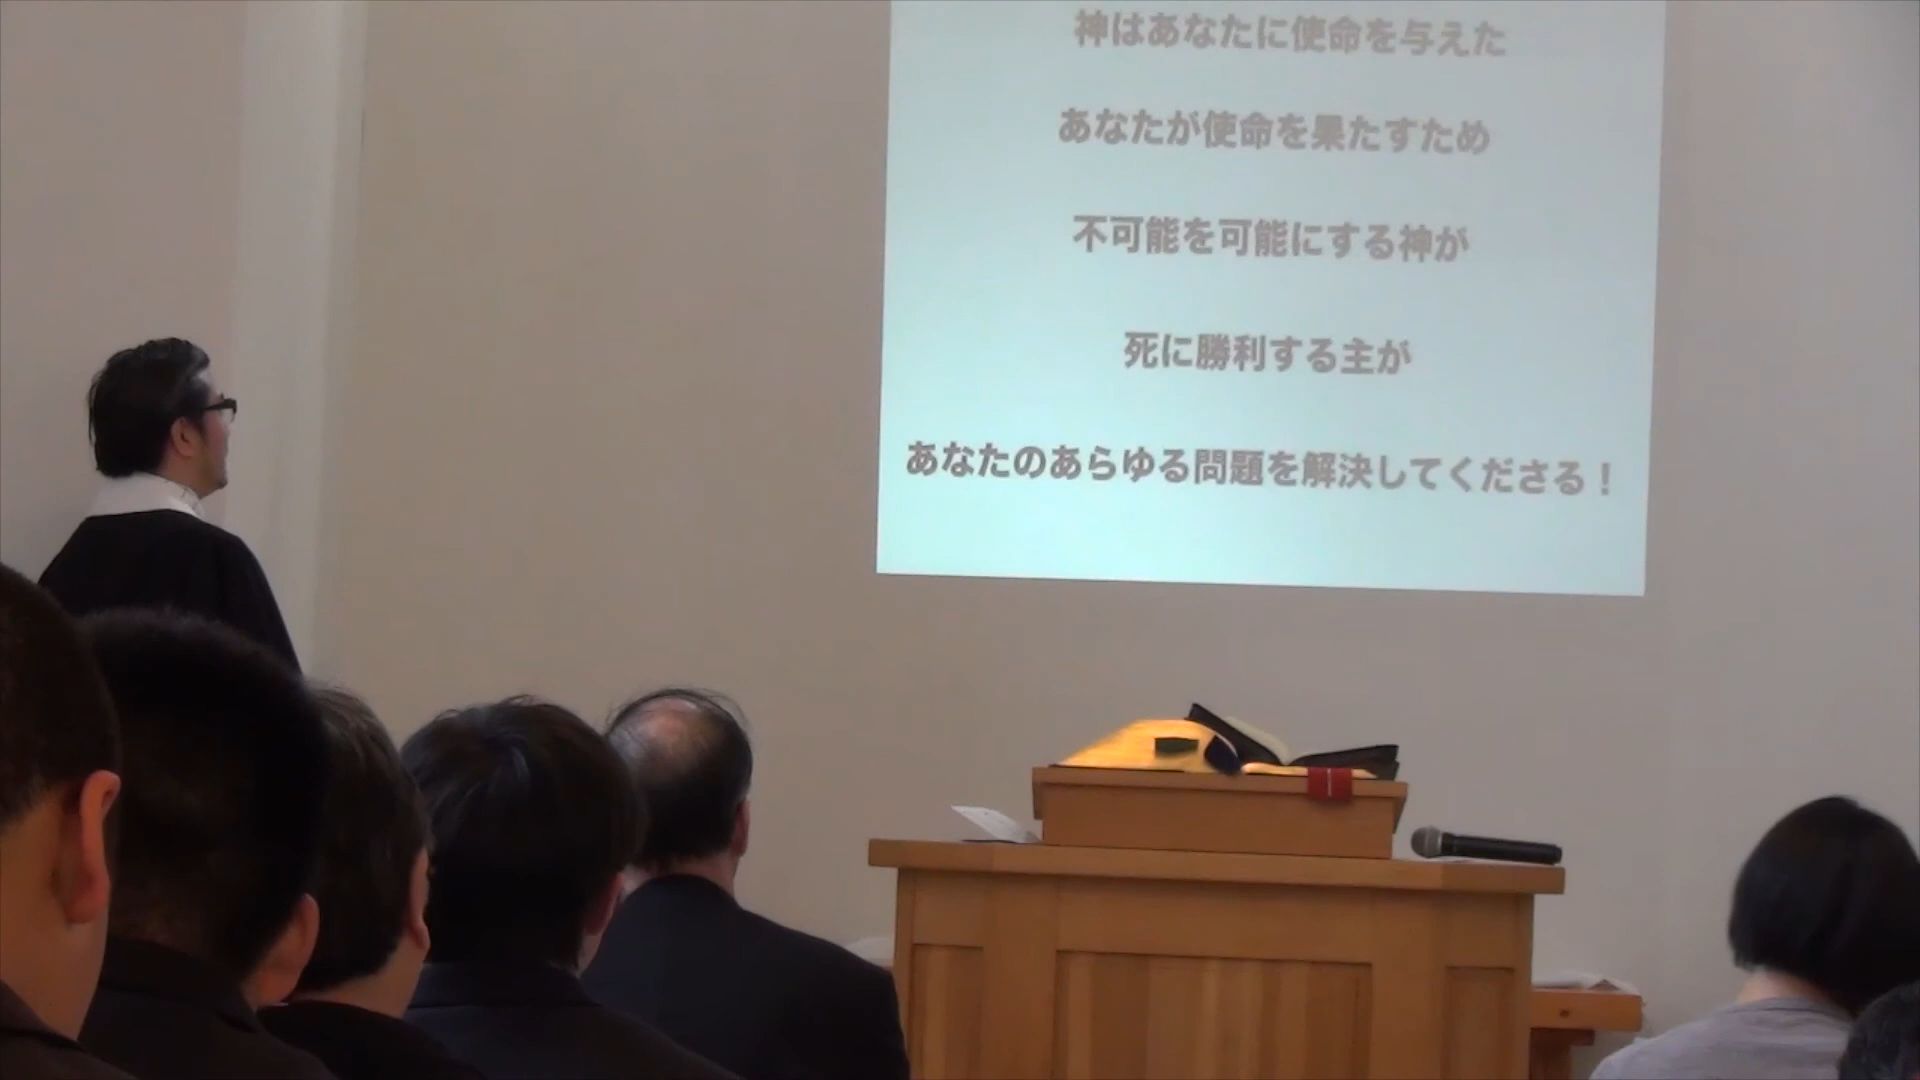 神はあなたに使命を与えた
あなたが使命を果たすため
不可能を可能にする神が
死に勝利する主が
あなたのあらゆる問題を解決してくださる！